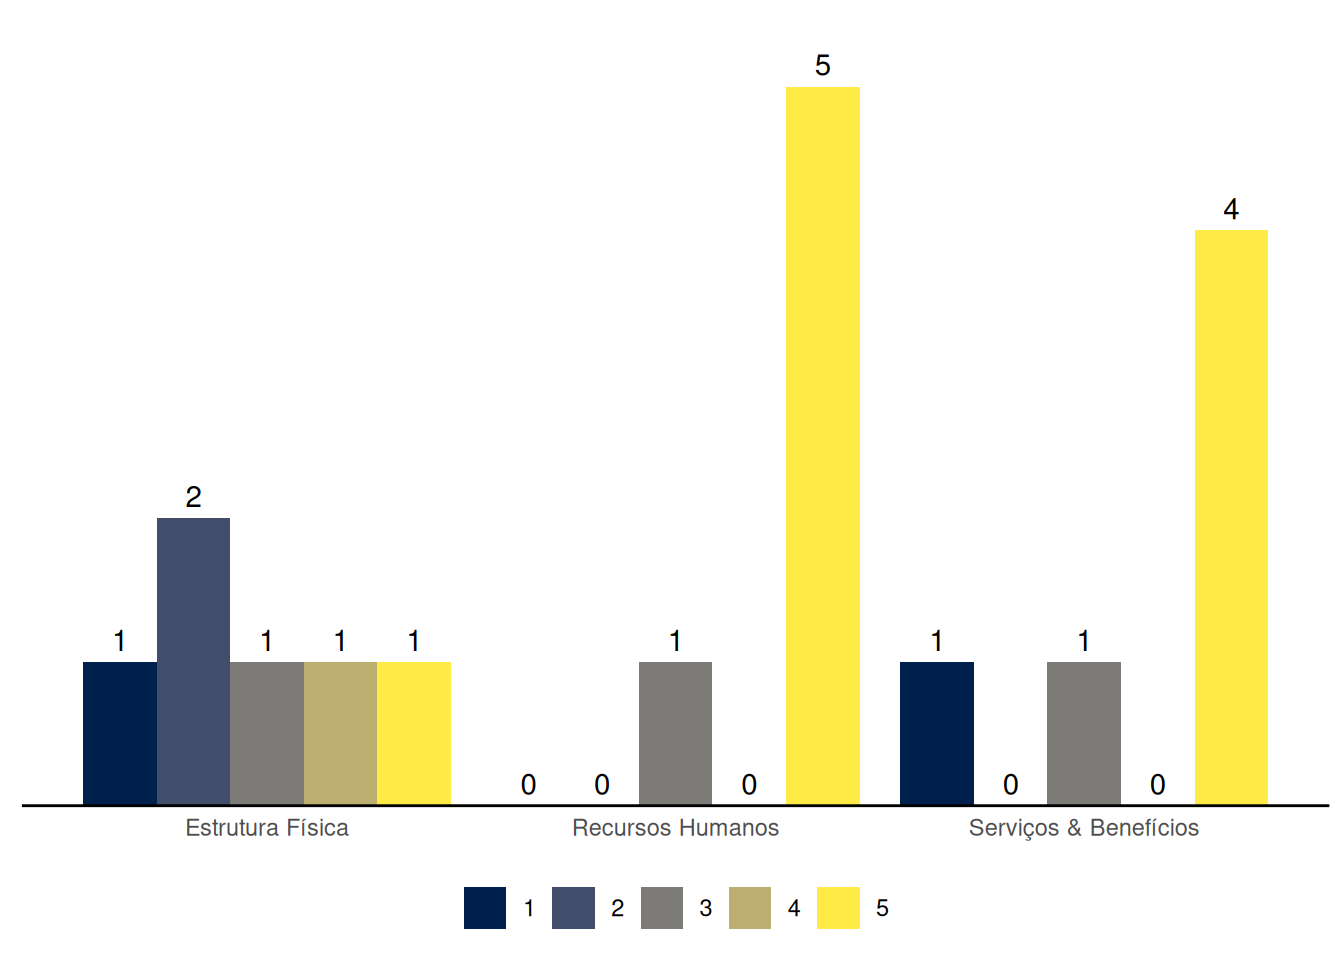 5
4
2
1 1 1 1 1 1 1
0 0 0 0 0
Estrutura Física Recursos Humanos Serviços & Benefícios
1 2 3 4 5